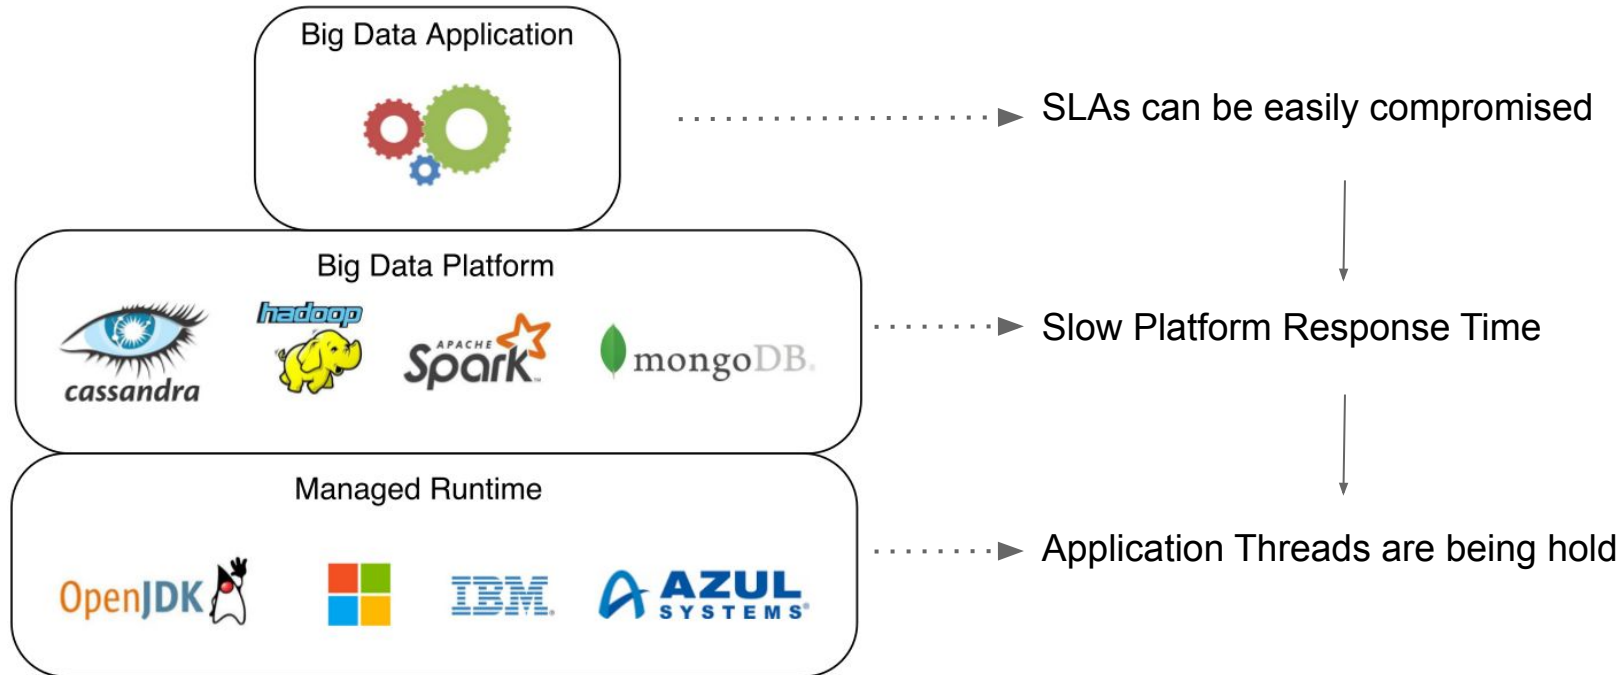 Big Data Application
SLAs can be easily compromised
Big Data Platform
hadoop
APACHE
Spark™
mongoDB®
cassandra
Slow Platform Response Time
Managed Runtime
OpenJDK
IBM®
AZUL
SYSTEMS®
Application Threads are being hold